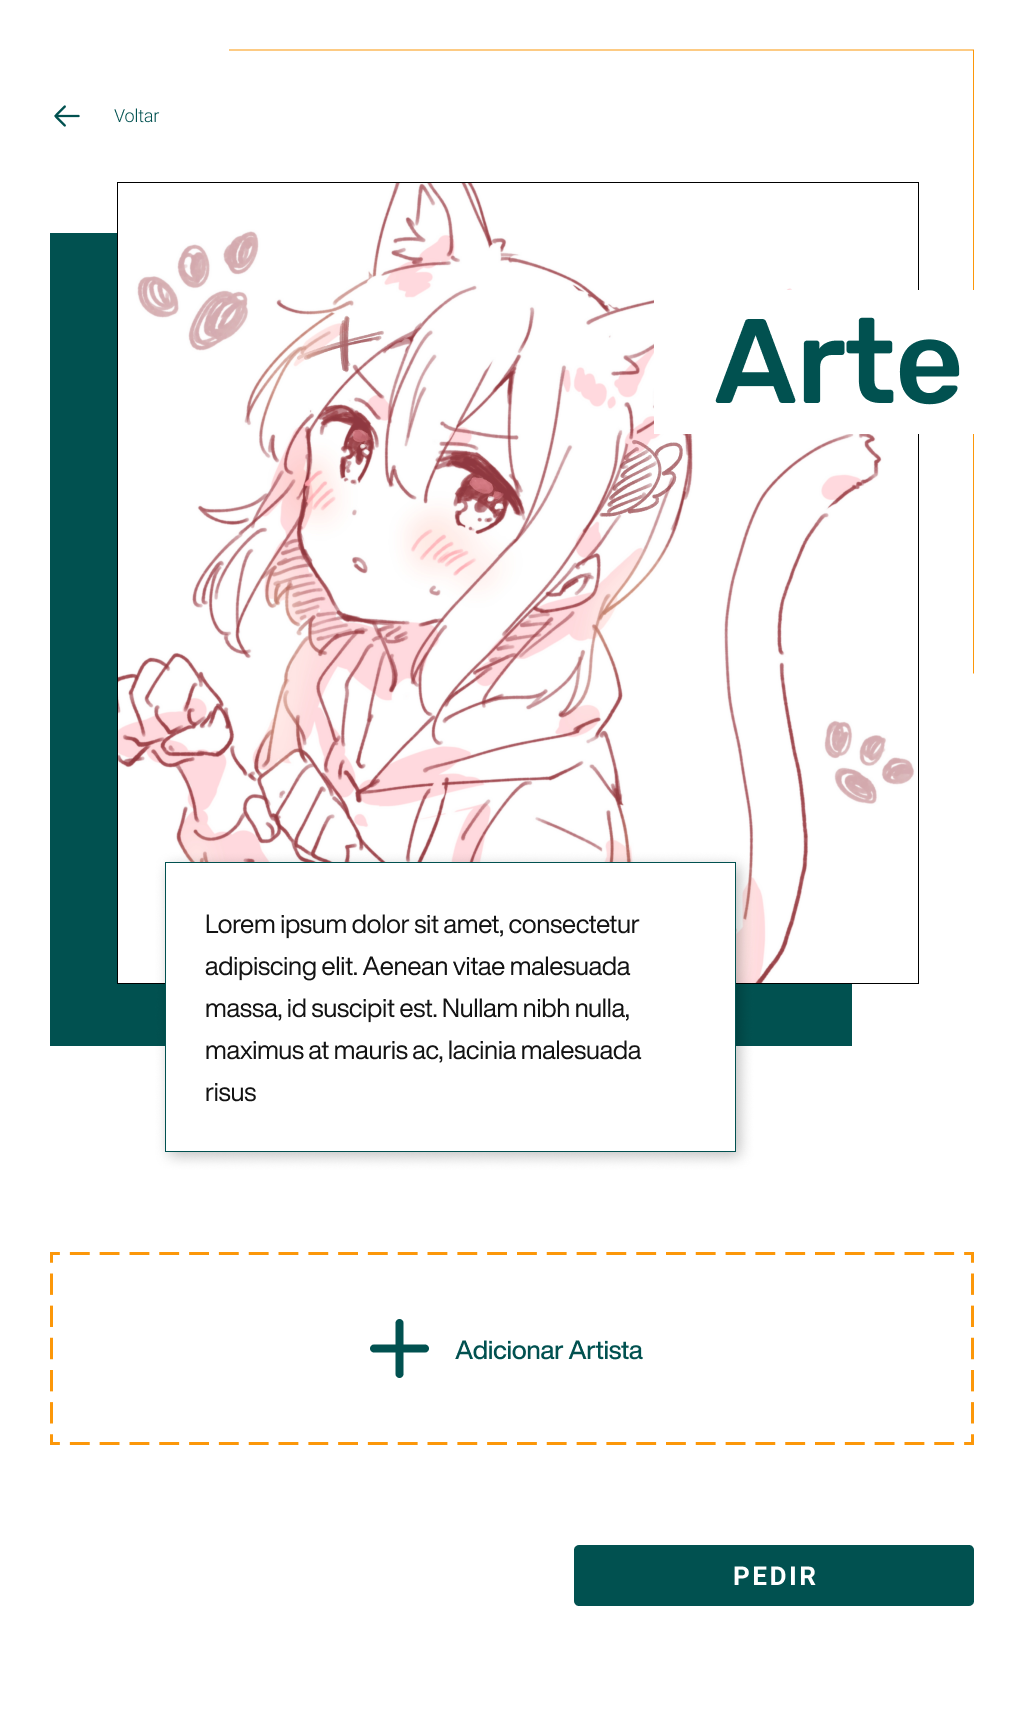 Voltar
Arte
Lorem ipsum dolor sit amet, consectetur
adipiscing elit. Aenean vitae malesuada
massa, id suscipit est. Nullam nibh nulla,
maximus at mauris ac, lacinia malesuada
risus
Adicionar Artista
PEDIR